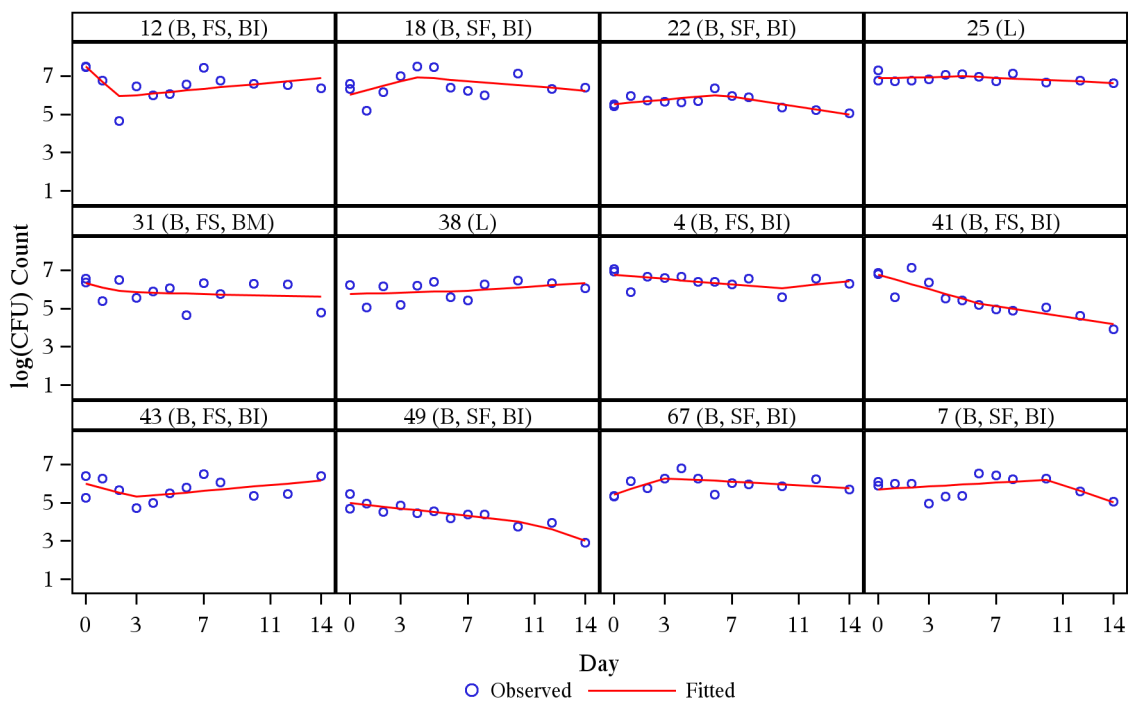 12 (B, FS, BI) 18 (B, SF, BI) 22 (B, SF, BI) 25 (L)
7
5
3
1
31 (B, FS, BM) 38 (L) 4 (B, FS, BI) 41 (B, FS, BI)
7
5
3
1
log(CFU) Count
43 (B, FS, BI) 49 (B, SF, BI) 67 (B, SF, BI) 7 (B, SF, BI)
7
5
3
1
0 3 7 11 14 0 3 7 11 14 0 3 7 11 14 0 3 7 11 14
Day
Observed Fitted